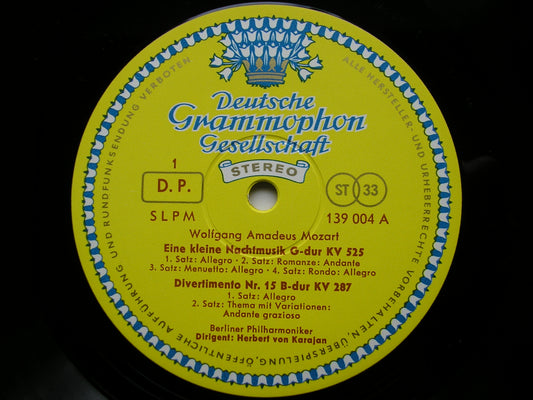 Deutsche
Grammophon
Gesellschaft
STEREO
1
D. P.
ST 33
SLPM
139 004 A
Wolfgang Amadeus Mozart
Eine kleine Nachtmusik G-dur KV 525
1. Satz: Allegro · 2. Satz: Romanze: Andante
3. Satz: Menuetto: Allegro · 4. Satz: Rondo: Allegro
Divertimento Nr. 15 B-dur KV 287
1. Satz: Allegro
2. Satz: Thema mit Variationen:
Andante grazioso
Berliner Philharmoniker
Dirigent: Herbert von Karajan
ALLE HERSTELLER- UND URHEBERRECHTE VORBEHALTEN, ÜBERSPIELUNG, ÖFFENTLICHE AUFFÜHRUNG UND RUNDFUNKSENDUNG VERBOTEN